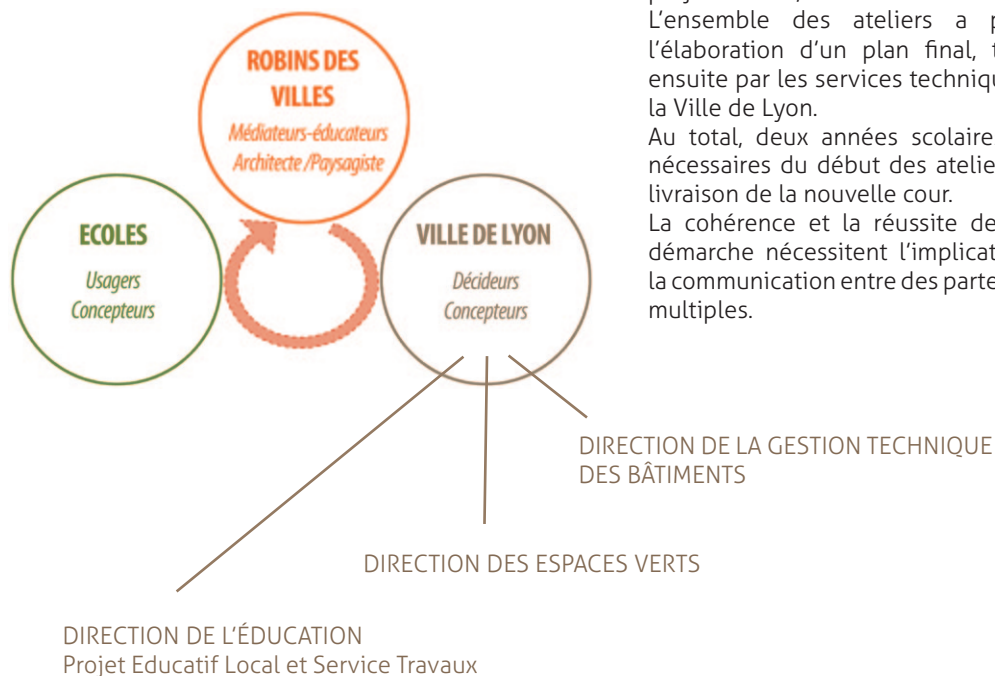 ROBINS DES
VILLES
Médiateurs-éducateurs
Architecte /Paysagiste
ECOLES
Usagers
Concepteurs
VILLE DE LYON
Décideurs
Concepteurs
L'ensemble des ateliers a p
l'élaboration d'un plan final, t
ensuite par les services techniqu
la Ville de Lyon.
Au total, deux années scolaire
nécessaires du début des atelie
livraison de la nouvelle cour.
La cohérence et la réussite de
démarche nécessitent l'implicat
la communication entre des parte
multiples.
DIRECTION DE LA GESTION TECHNIQUE
DES BÂTIMENTS
DIRECTION DES ESPACES VERTS
DIRECTION DE L'ÉDUCATION
Projet Educatif Local et Service Travaux